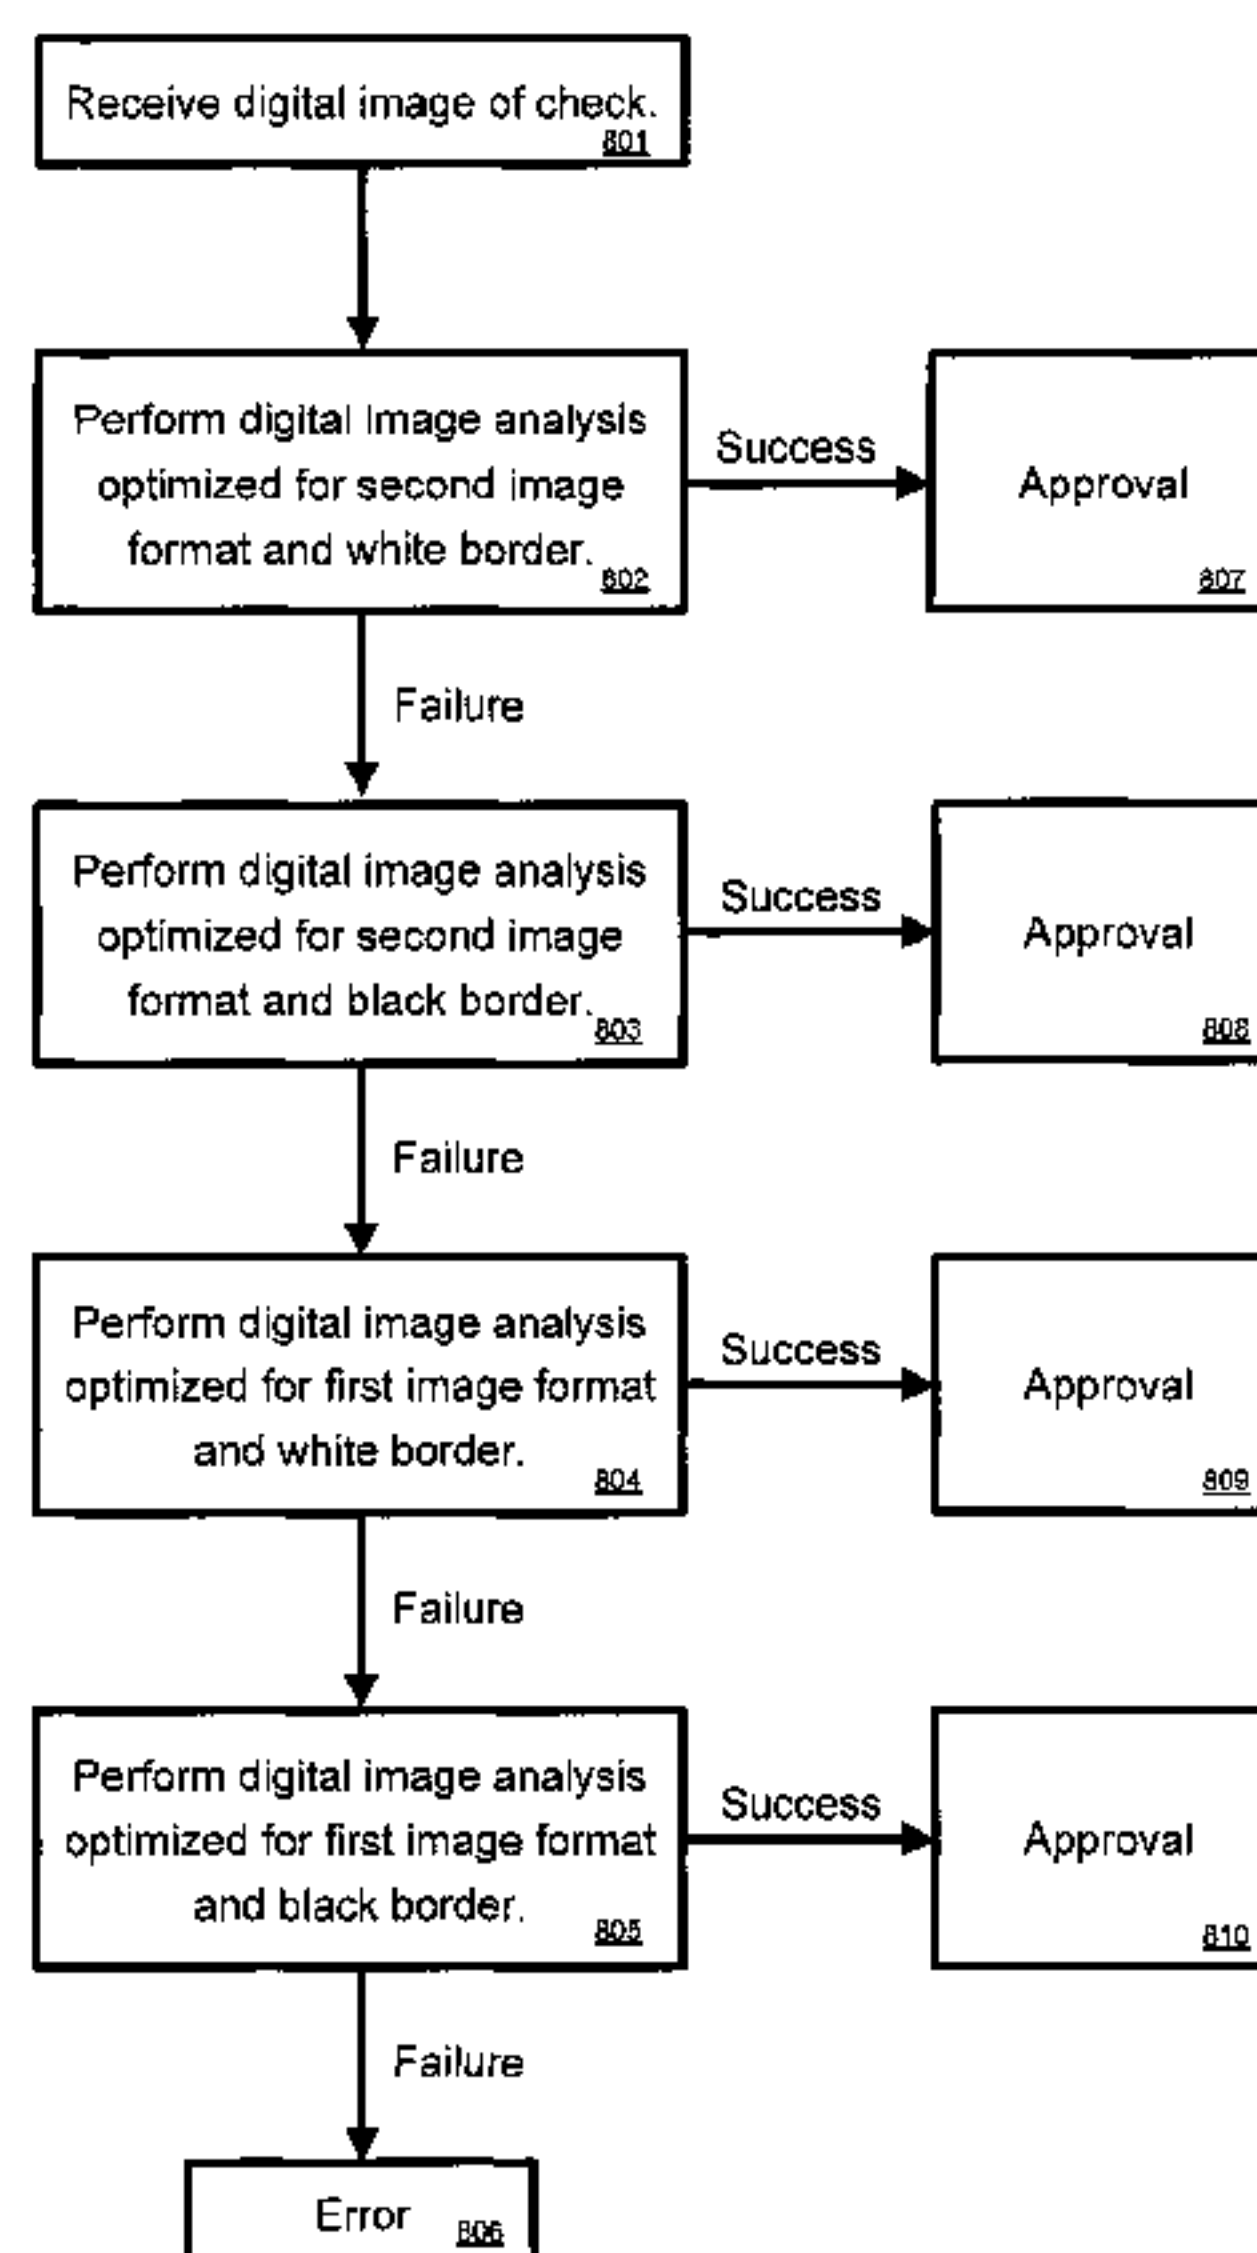 Receive digital image of check.
801
Perform digital image analysis
optimized for second image
format and white border.
802
Success
Approval
807
Failure
Perform digital image analysis
optimized for second image
format and black border.
803
Success
Approval
808
Failure
Perform digital image analysis
optimized for first image format
and white border.
804
Success
Approval
809
Failure
Perform digital image analysis
optimized for first image format
and black border.
805
Success
Approval
810
Failure
Error
806